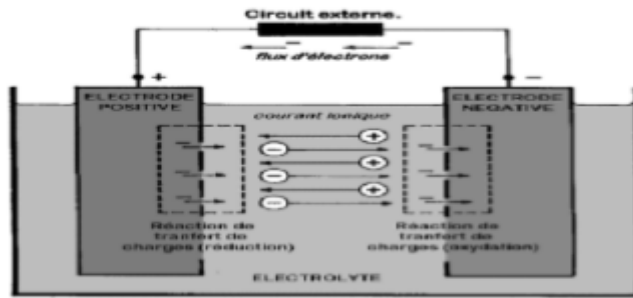 Circuit externe.
flux d'électrons
+
−
ELECTRODE
POSITIVE
ELECTRODE
NEGATIVE
courant ionique
Réaction de
tranfert de
charges (réduction)
Réaction de
tranfert de
charges (oxydation)
ELECTROLYTE